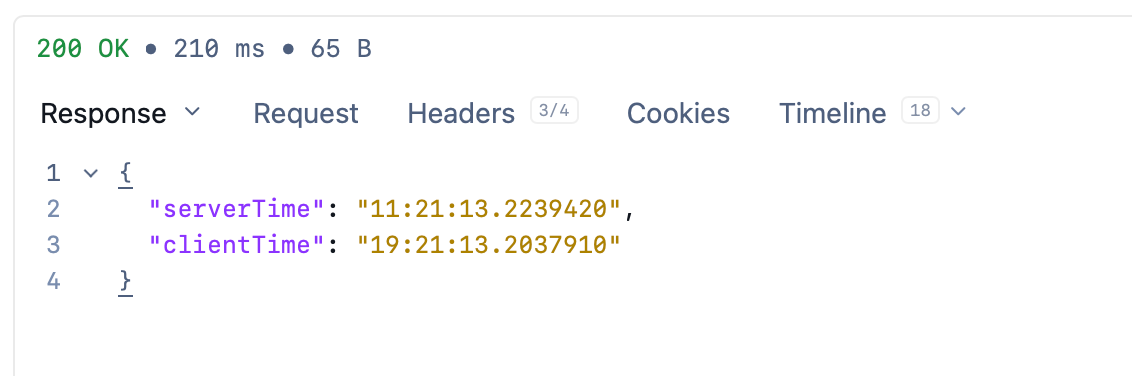 200 OK • 210 ms • 65 B
Response Request Headers 3/4 Cookies Timeline 18
1 {
2 "serverTime": "11:21:13.2239420",
3 "clientTime": "19:21:13.2037910"
4 }